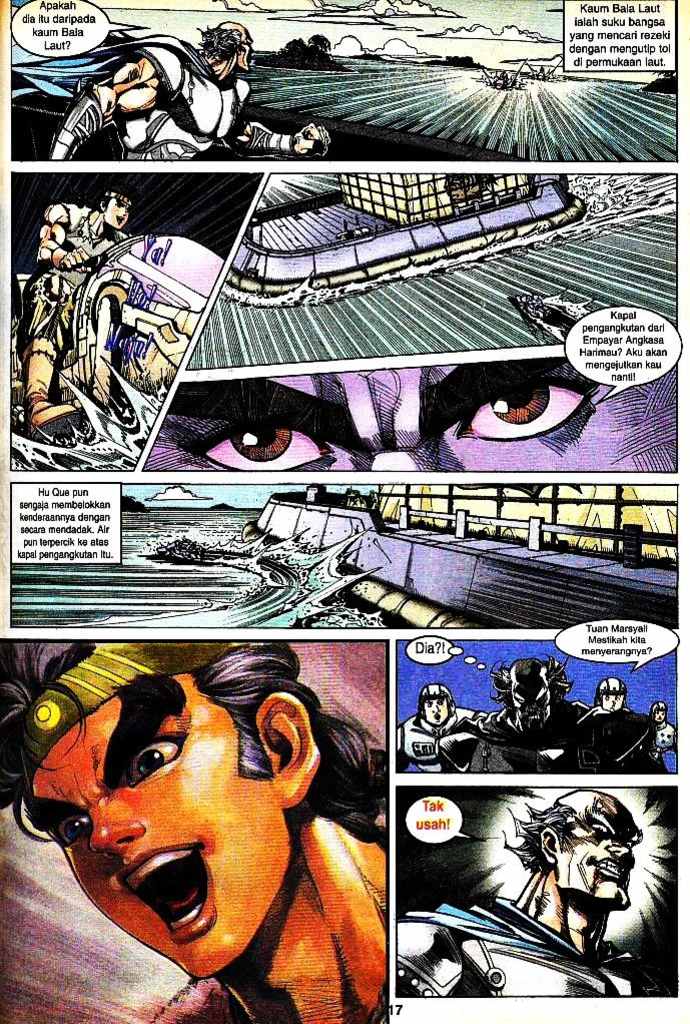 Apakah
dia itu daripada
kaum Bala
Laut?
Kaum Bala Laut
ialah suku bangsa
yang mencari rezeki
dengan mengutip tol
di permukaan laut.
Ya!
Wuju!
Kapal
pengangkutan dari
Empayar Angkasa
Harimau? Aku akan
mengejutkan kau
nanti!
Hu Que pun
sengaja membelokkan
kenderaannya dengan
secara mendadak. Air
pun terpercik ke atas
kapal pengangkutan itu.
Dia?!
Tuan Marsyal!
Mestikah kita
menyerangnya?
Tak
usah!
17